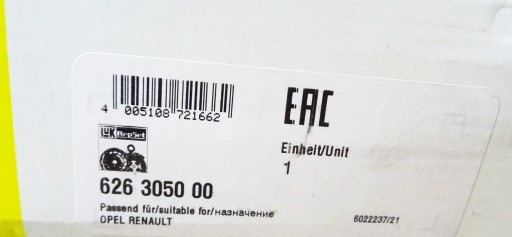 4 005108 721662
EAC
LuK RepSet
Einheit/Unit
1
626 3050 00
Passend für/suitable for/назначение
OPEL RENAULT
6022237/21